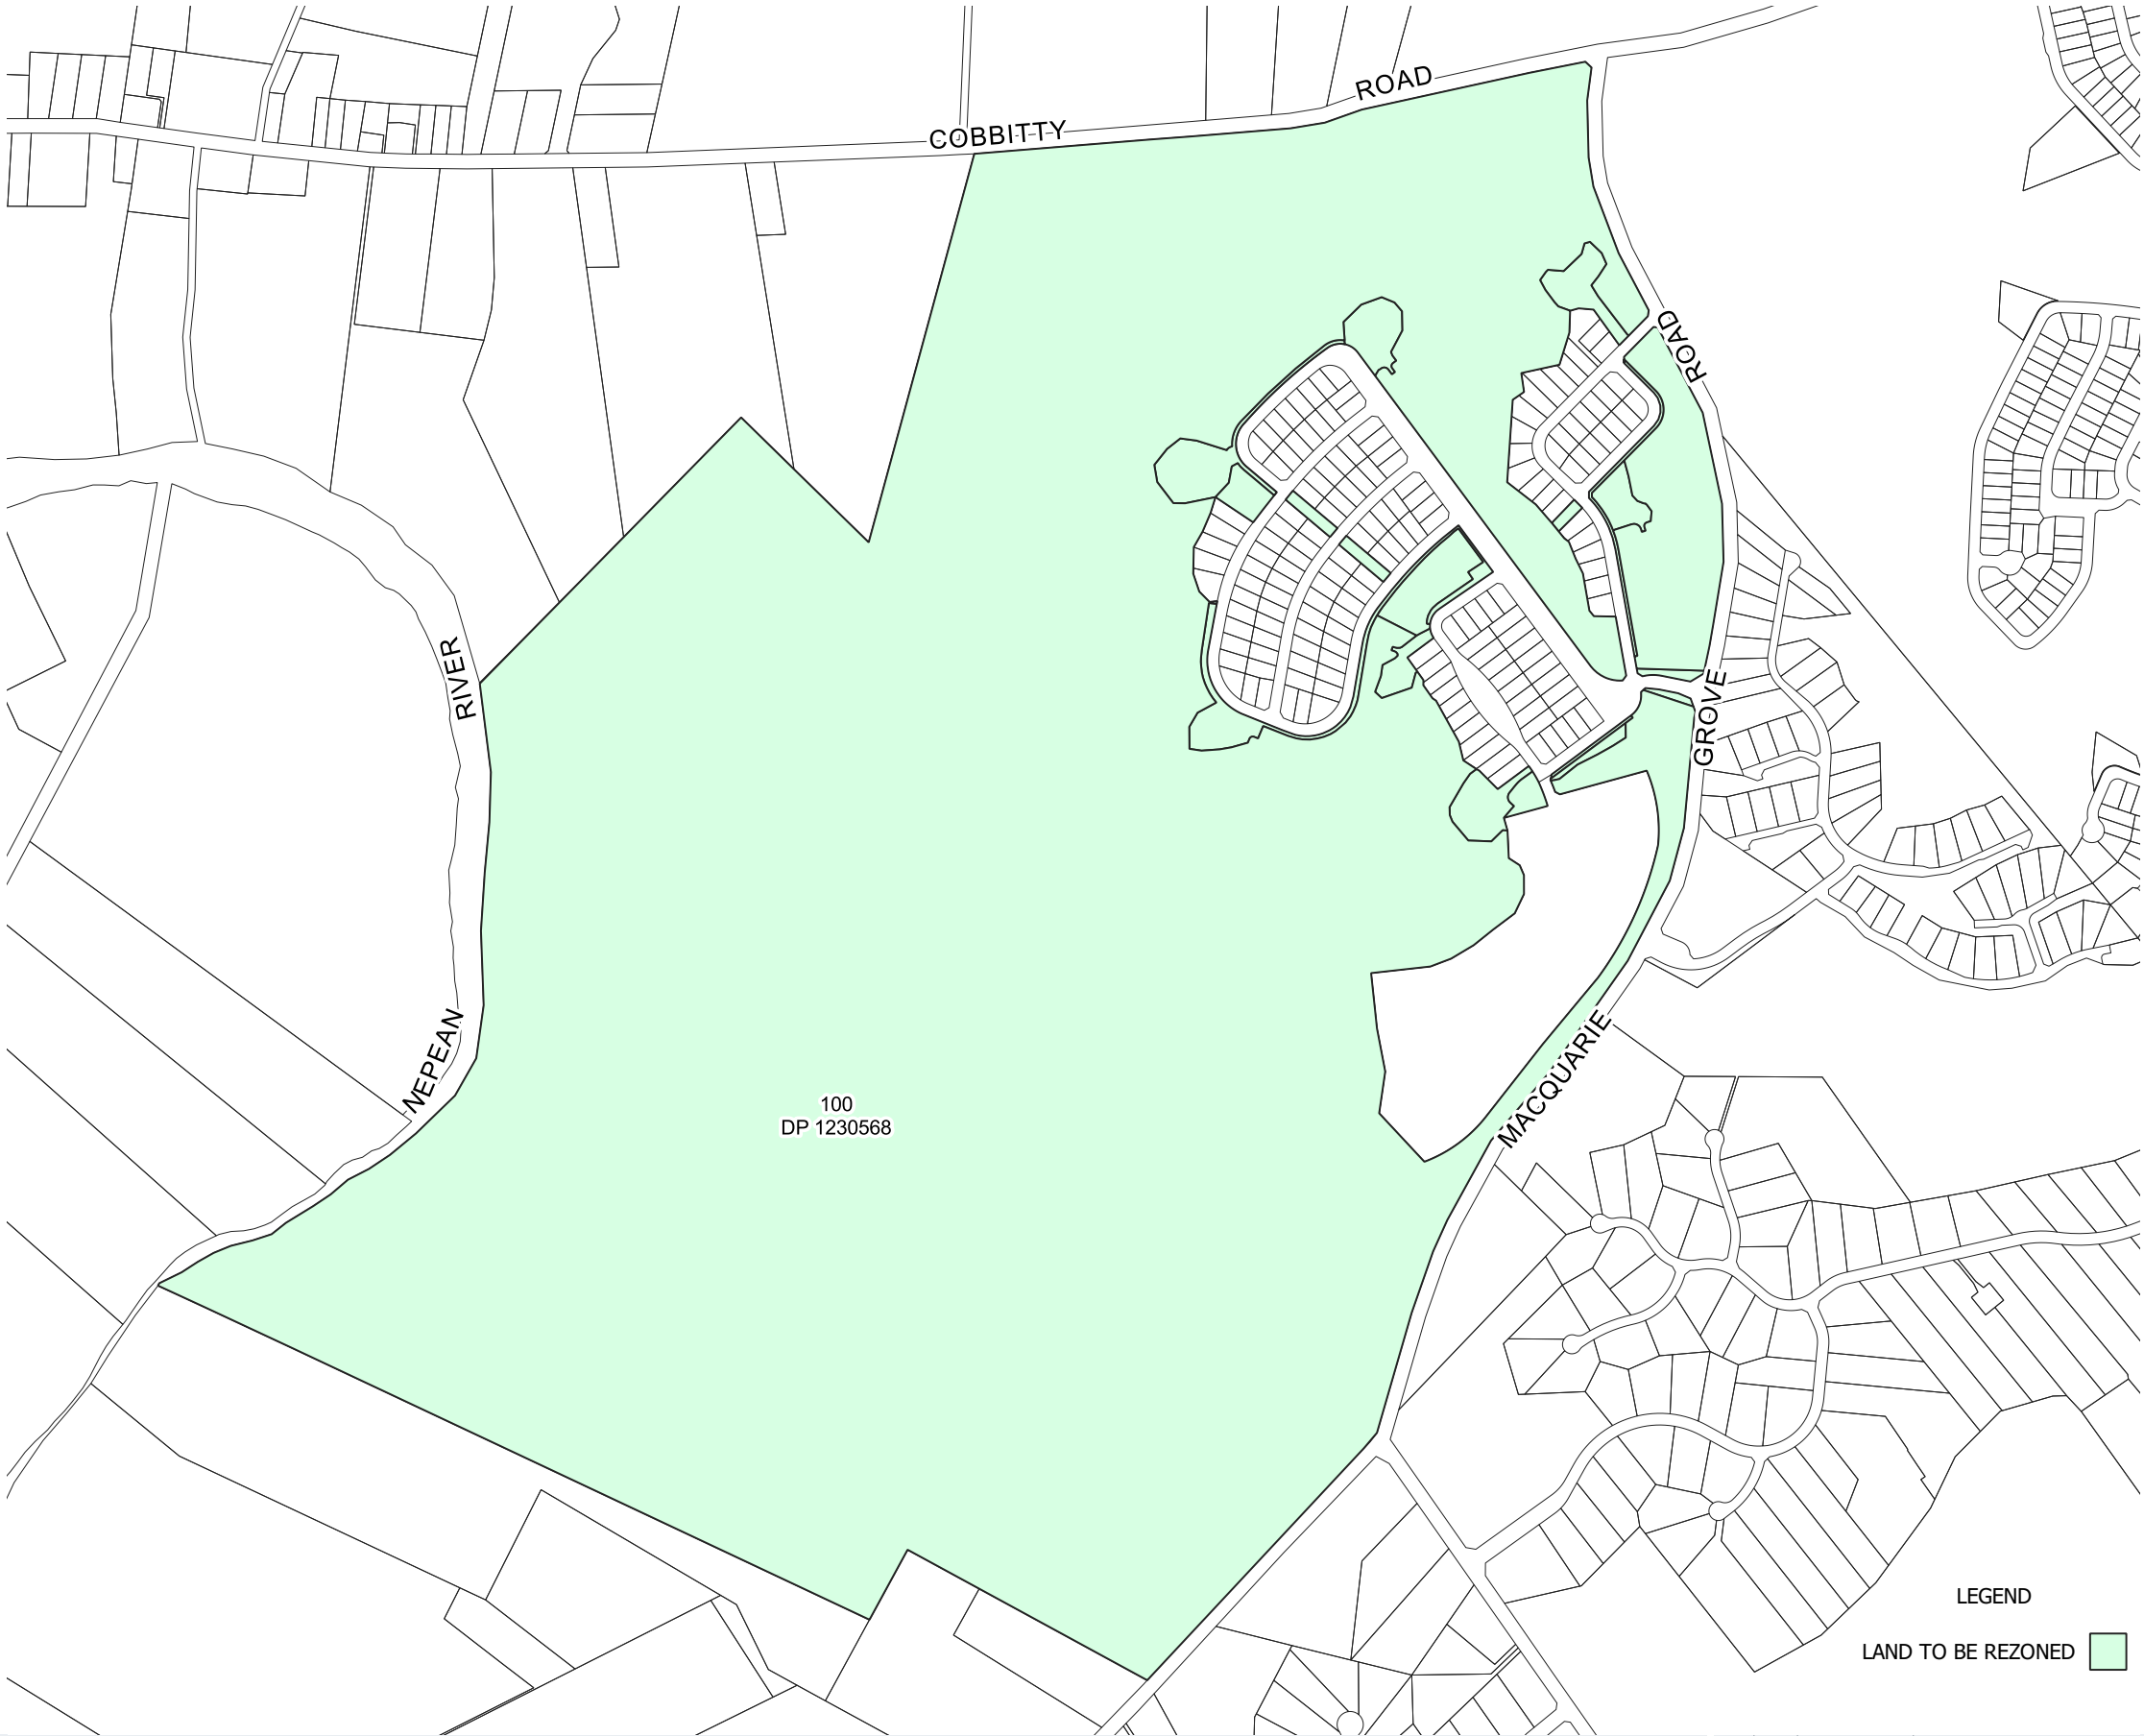 ROAD
COBBITTY
ROAD
RIVER
GROVE
NEPEAN
MACQUARIE
100
DP 1230568
LEGEND
LAND TO BE REZONED